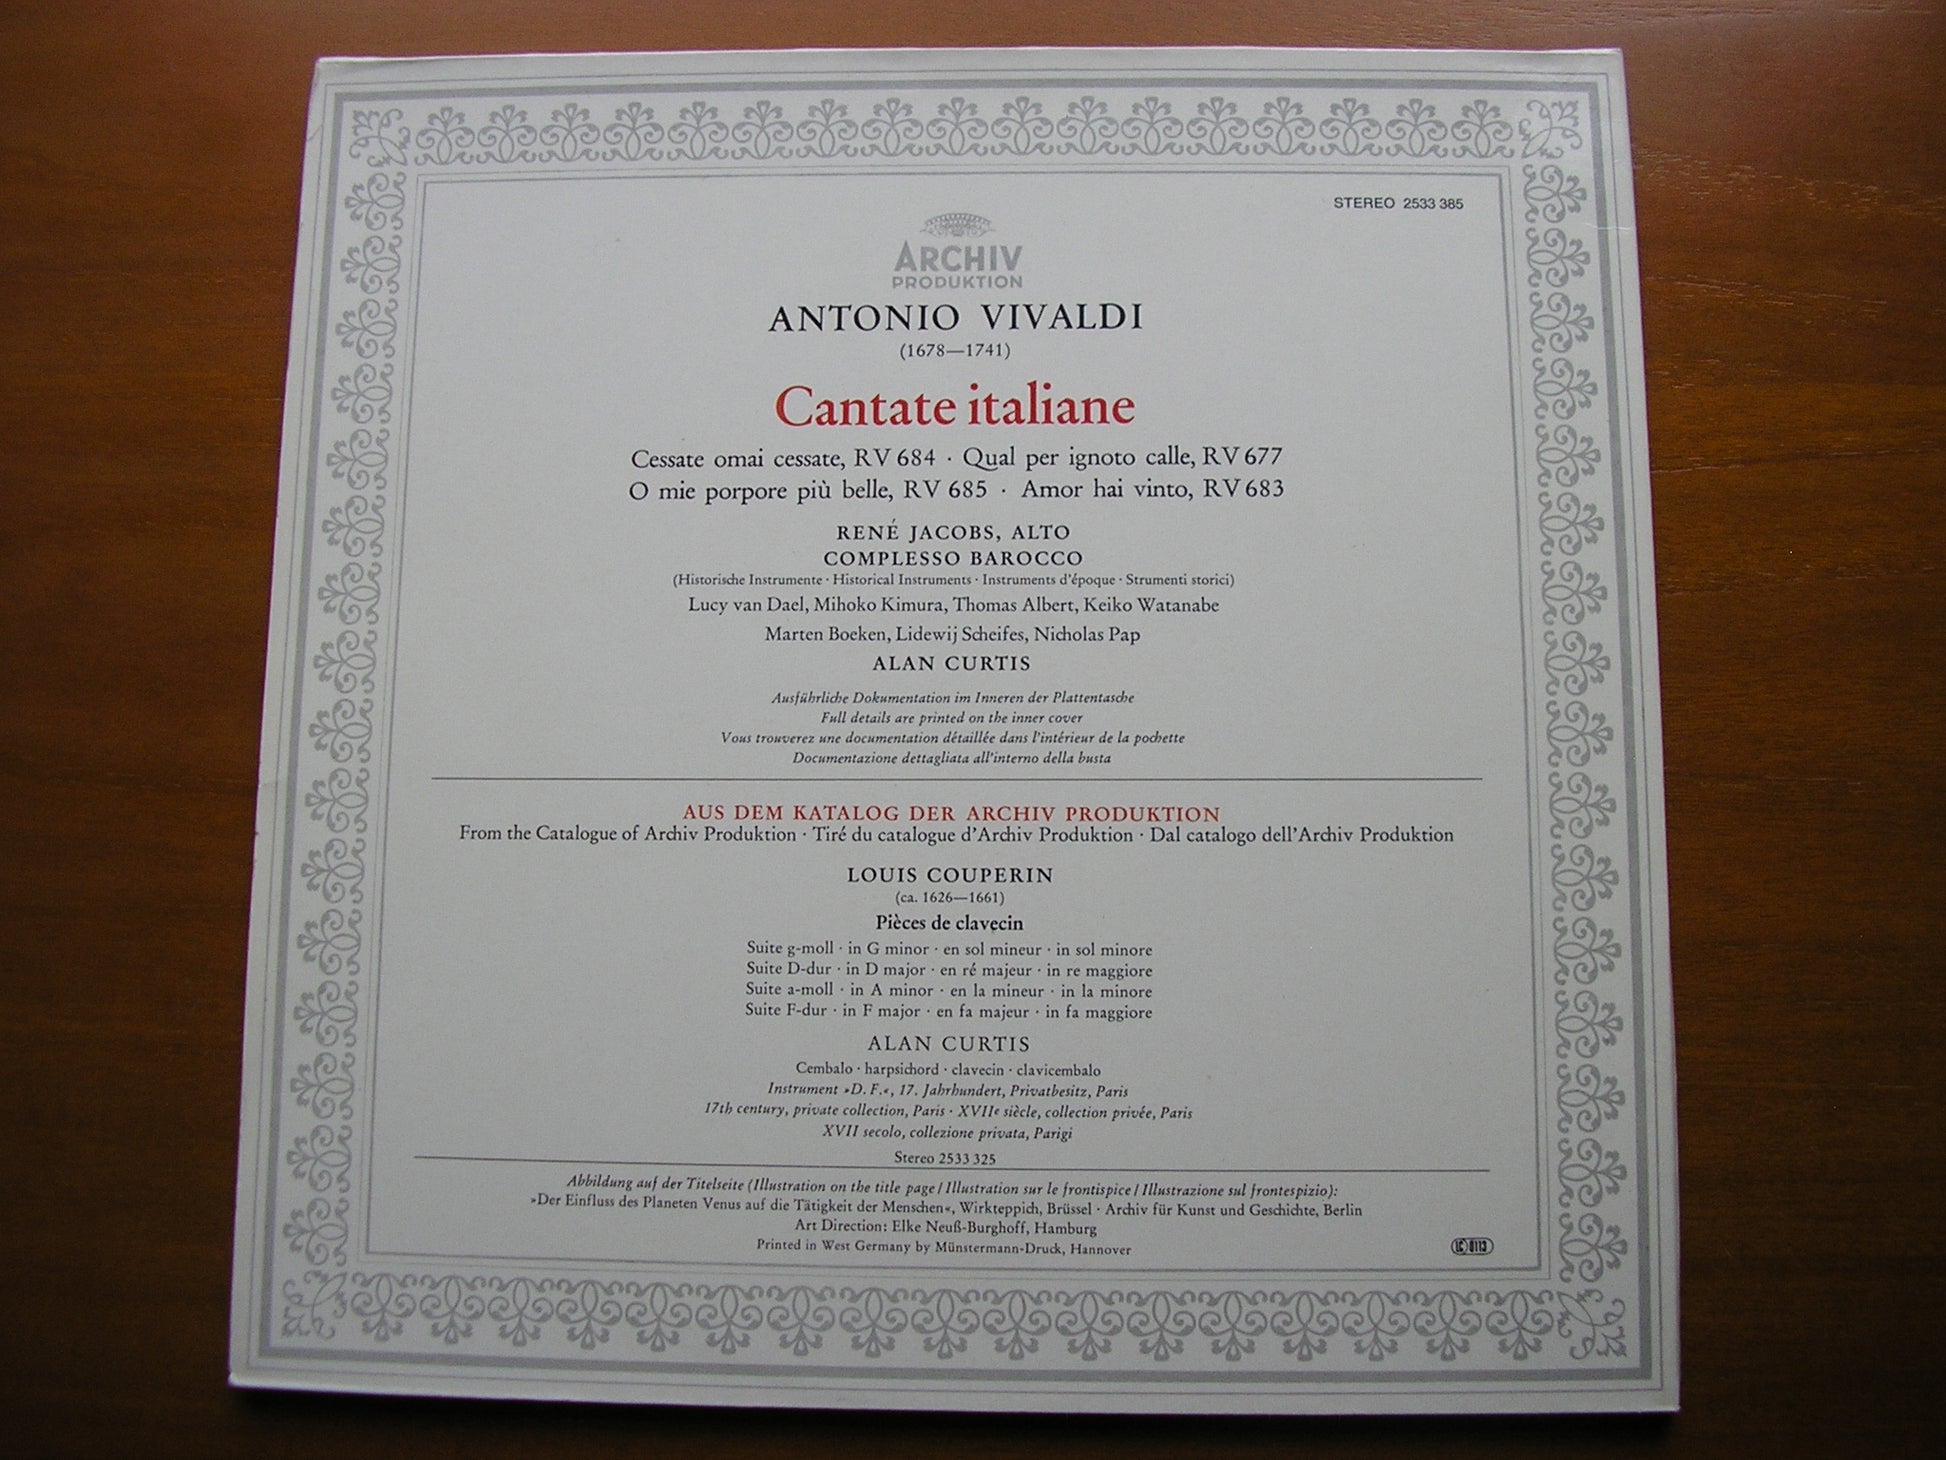 STEREO 2533 385
ARCHIV
PRODUKTION
ANTONIO VIVALDI
(1678—1741)
Cantate italiane
Cessate omai cessate, RV 684 · Qual per ignoto calle, RV 677
O mie porpore più belle, RV 685 · Amor hai vinto, RV 683
RENÉ JACOBS, ALTO
COMPLESSO BAROCCO
(Historische Instrumente · Historical Instruments · Instruments d'époque · Strumenti storici)
Lucy van Dael, Mihoko Kimura, Thomas Albert, Keiko Watanabe
Marten Boeken, Lidewij Scheifes, Nicholas Pap
ALAN CURTIS
Ausführliche Dokumentation im Inneren der Plattentasche
Full details are printed on the inner cover
Vous trouverez une documentation détaillée dans l'intérieur de la pochette
Documentazione dettagliata all'interno della busta
AUS DEM KATALOG DER ARCHIV PRODUKTION
From the Catalogue of Archiv Produktion · Tiré du catalogue d'Archiv Produktion · Dal catalogo dell'Archiv Produktion
LOUIS COUPERIN
(ca. 1626—1661)
Pièces de clavecin
Suite g-moll · in G minor · en sol mineur · in sol minore
Suite D-dur · in D major · en ré majeur · in re maggiore
Suite a-moll · in A minor · en la mineur · in la minore
Suite F-dur · in F major · en fa majeur · in fa maggiore
ALAN CURTIS
Cembalo · harpsichord · clavecin · clavicembalo
Instrument »D. F.«, 17. Jahrhundert, Privatbesitz, Paris
17th century, private collection, Paris · XVIIe siècle, collection privée, Paris
XVII secolo, collezione privata, Parigi
Stereo 2533 325
Abbildung auf der Titelseite (Illustration on the title page / Illustration sur le frontispice / Illustrazione sul frontespizio):
»Der Einfluss des Planeten Venus auf die Tätigkeit der Menschen«, Wirkteppich, Brüssel · Archiv für Kunst und Geschichte, Berlin
Art Direction: Elke Neuß-Burghoff, Hamburg
Printed in West Germany by Münstermann-Druck, Hannover
LC 0113